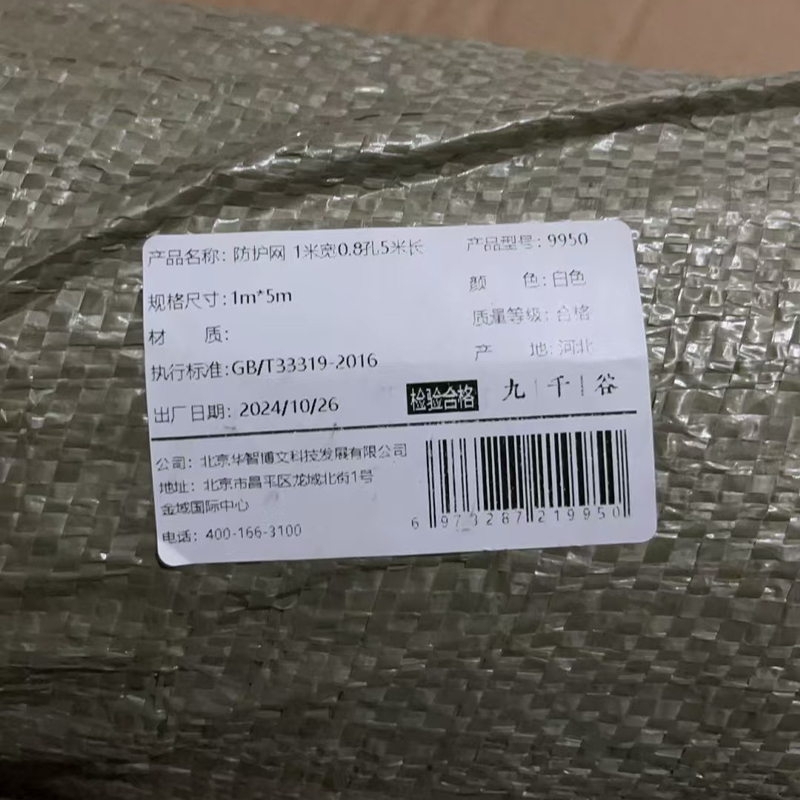 产品名称: 防护网 1米宽0.8孔5米长
产品型号: 9950
规格尺寸: 1m*5m
颜 色: 白色
材 质:
质量等级: 合格
执行标准: GB/T33319-2016
产 地: 河北
出厂日期: 2024/10/26
检验合格
九|千|谷
公司: 北京华智博文科技发展有限公司
地址: 北京市昌平区龙域北街1号
金域国际中心
电话: 400-166-3100
6 973287 219950